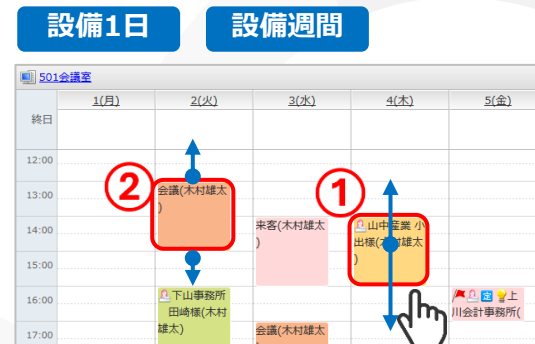 設備1日 設備週間
501会議室
1(月) 2(火) 3(水) 4(木) 5(金)
終日
12:00
13:00
14:00
15:00
16:00
17:00
②
会議(木村雄太
)
来客(木村雄太
)
①
山中産業 小
出様(木村雄太
)
下山事務所
田崎様(木村
雄太)
会議(木村雄太
定 上
川会計事務所(